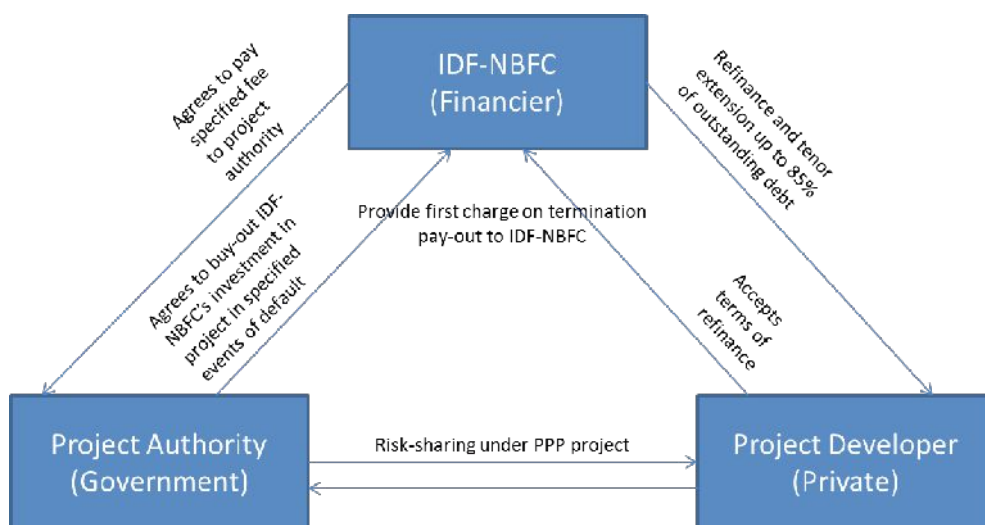 IDF-NBFC
(Financier)
Agrees to pay
specified fee
to project
authority
Refinance and tenor
extension up to 85%
of outstanding debt
Provide first charge on termination
pay-out to IDF-NBFC
Agrees to buy-out IDF-
NBFC's investment in
project in specified
events of default
Accepts
terms of
refinance
Project Authority
(Government)
Risk-sharing under PPP project
Project Developer
(Private)